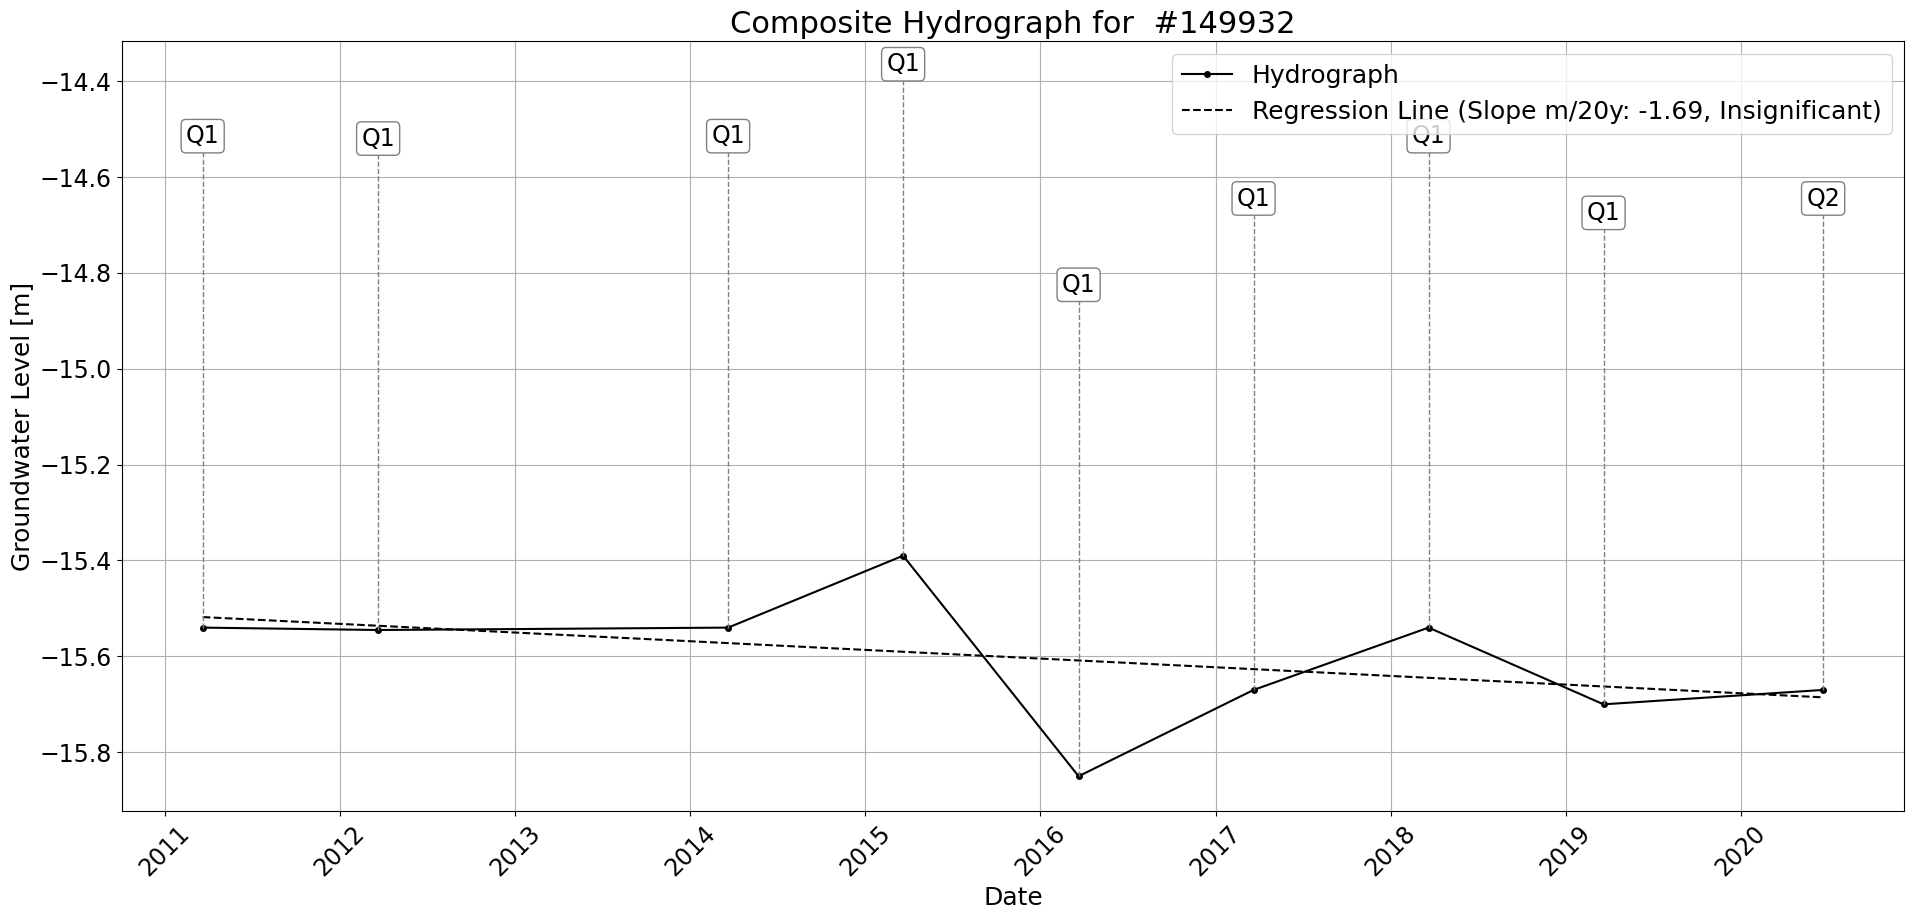 Composite Hydrograph for  #149932
Hydrograph
Regression Line (Slope m/20y: -1.69, Insignificant)
Q1
Q1
Q1
Q1
Q1
Q1
Q1
Q1
Q2
Groundwater Level [m]
−14.4
−14.6
−14.8
−15.0
−15.2
−15.4
−15.6
−15.8
2011
2012
2013
2014
2015
2016
2017
2018
2019
2020
Date